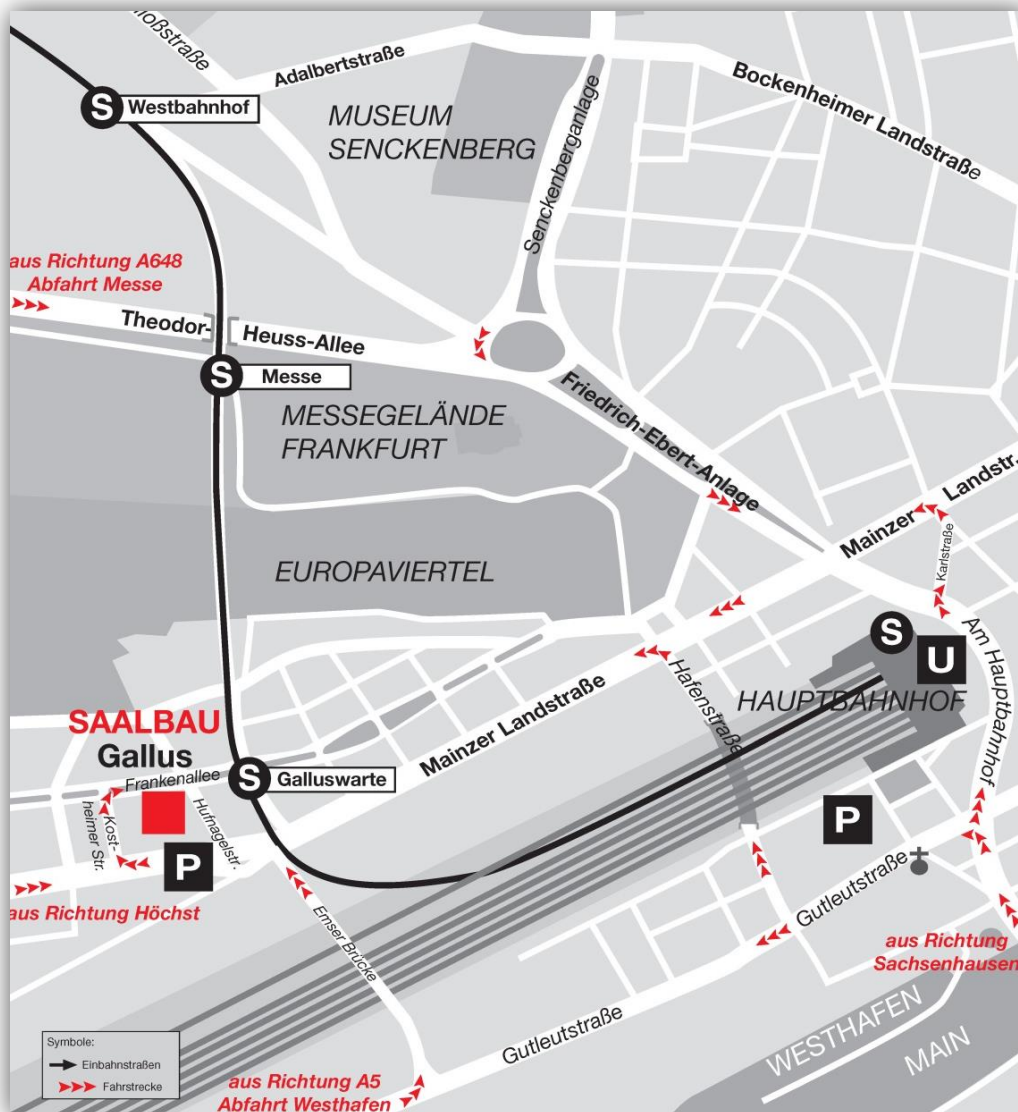 loßstraße
Adalbertstraße
Bockenheimer Landstraße
S Westbahnhof
MUSEUM
SENCKENBERG
Senckenberganlage
aus Richtung A648
Abfahrt Messe
Theodor-
Heuss-Allee
S Messe
MESSEGELÄNDE
FRANKFURT
Friedrich-Ebert-Anlage
Mainzer
Landstr.
EUROPAVIERTEL
Karlstraße
S
U
Am Hauptbahnhof
HAUPTBAHNHOF
Hafenstraße
Mainzer Landstraße
SAALBAU
Gallus
Frankenallee
S Galluswarte
Kost-
heimer Str.
Hufnagelstr.
P
P
aus Richtung Höchst
Emser Brücke
Gutleutstraße
aus Richtung
Sachsenhausen
Gutleutstraße
WESTHAFEN
MAIN
Symbole:
Einbahnstraßen
Fahrstrecke
aus Richtung A5
Abfahrt Westhafen